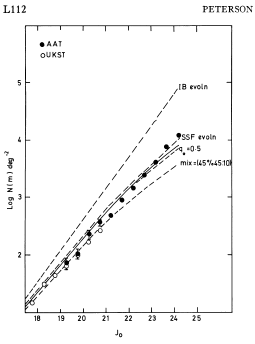 L112
PETERSON
● AAT
○ UKST
IB evoln
5
SSF evoln
4
q₀=0·5
mix=(45%45:10)
3
Log N(m) deg⁻²
2
18 19 20 21 22 23 24 25
J₀